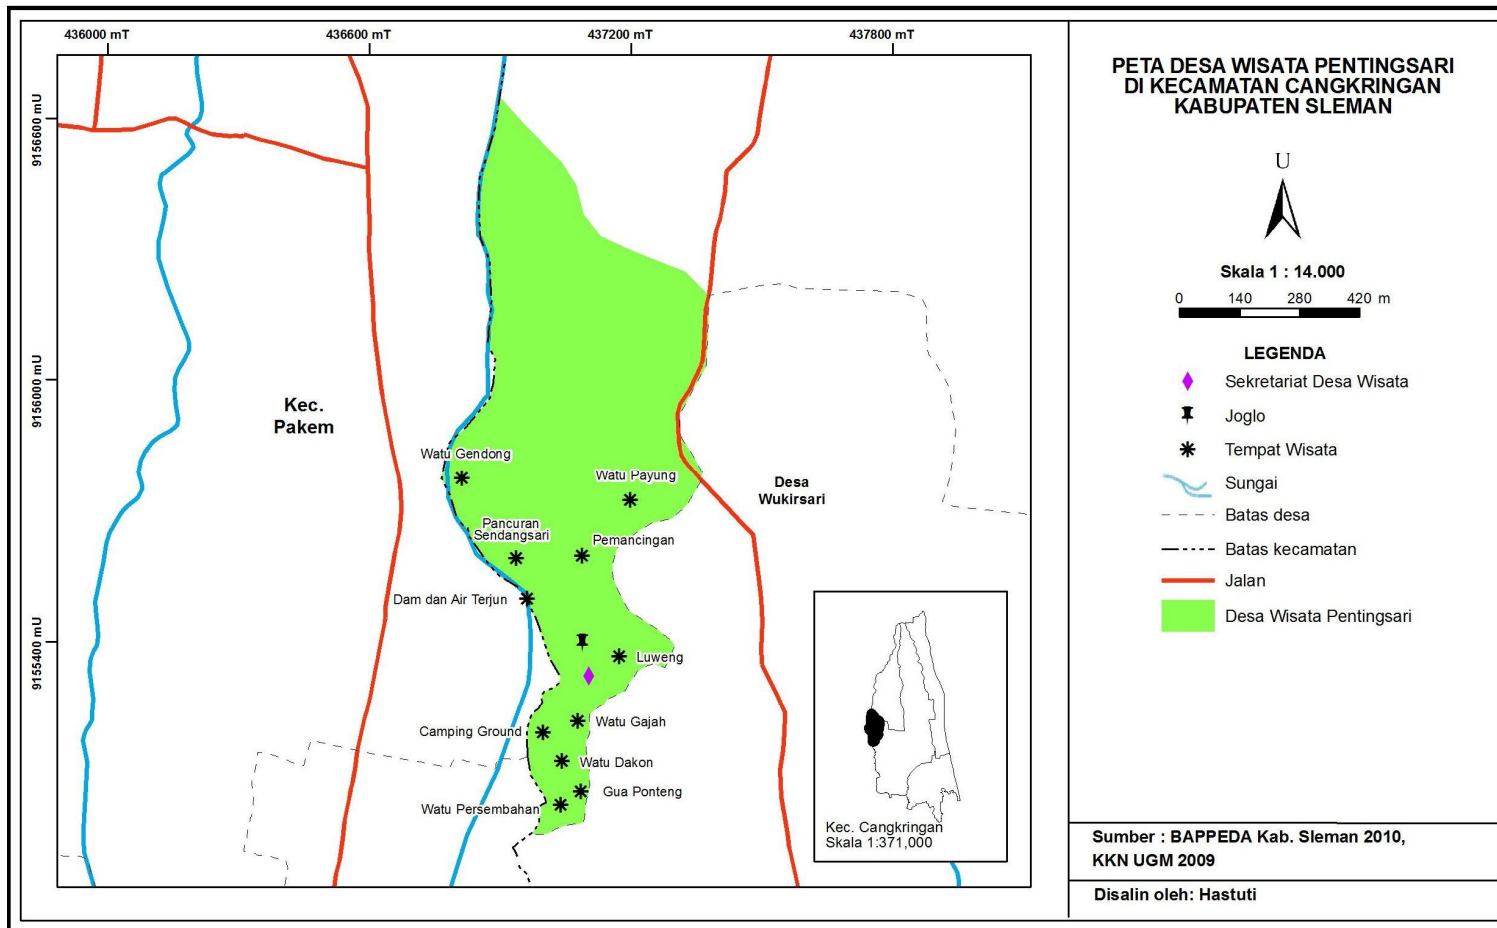 436000 mT
436600 mT
437200 mT
437800 mT
9156600 mU
9156000 mU
9155400 mU
Kec.
Pakem
Watu Gendong
Watu Payung
Desa
Wukirsari
Pancuran
Sendangsari
Pemancingan
Dam dan Air Terjun
Luweng
Watu Gajah
Camping Ground
Watu Dakon
Gua Ponteng
Watu Persembahan
Kec. Cangkringan
Skala 1:371,000
PETA DESA WISATA PENTINGSARI
DI KECAMATAN CANGKRINGAN
KABUPATEN SLEMAN
U
Skala 1 : 14.000
0 140 280 420 m
LEGENDA
Sekretariat Desa Wisata
Joglo
Tempat Wisata
Sungai
Batas desa
Batas kecamatan
Jalan
Desa Wisata Pentingsari
Sumber : BAPPEDA Kab. Sleman 2010,
KKN UGM 2009
Disalin oleh: Hastuti